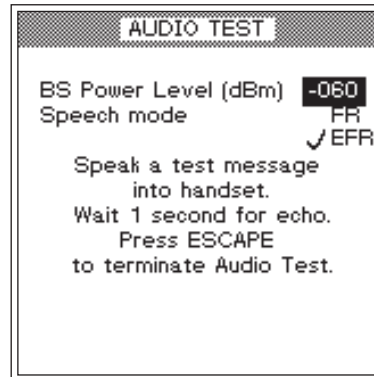 AUDIO TEST
BS Power Level (dBm) -060
Speech mode FR
✓ EFR
Speak a test message
into handset.
Wait 1 second for echo.
Press ESCAPE
to terminate Audio Test.